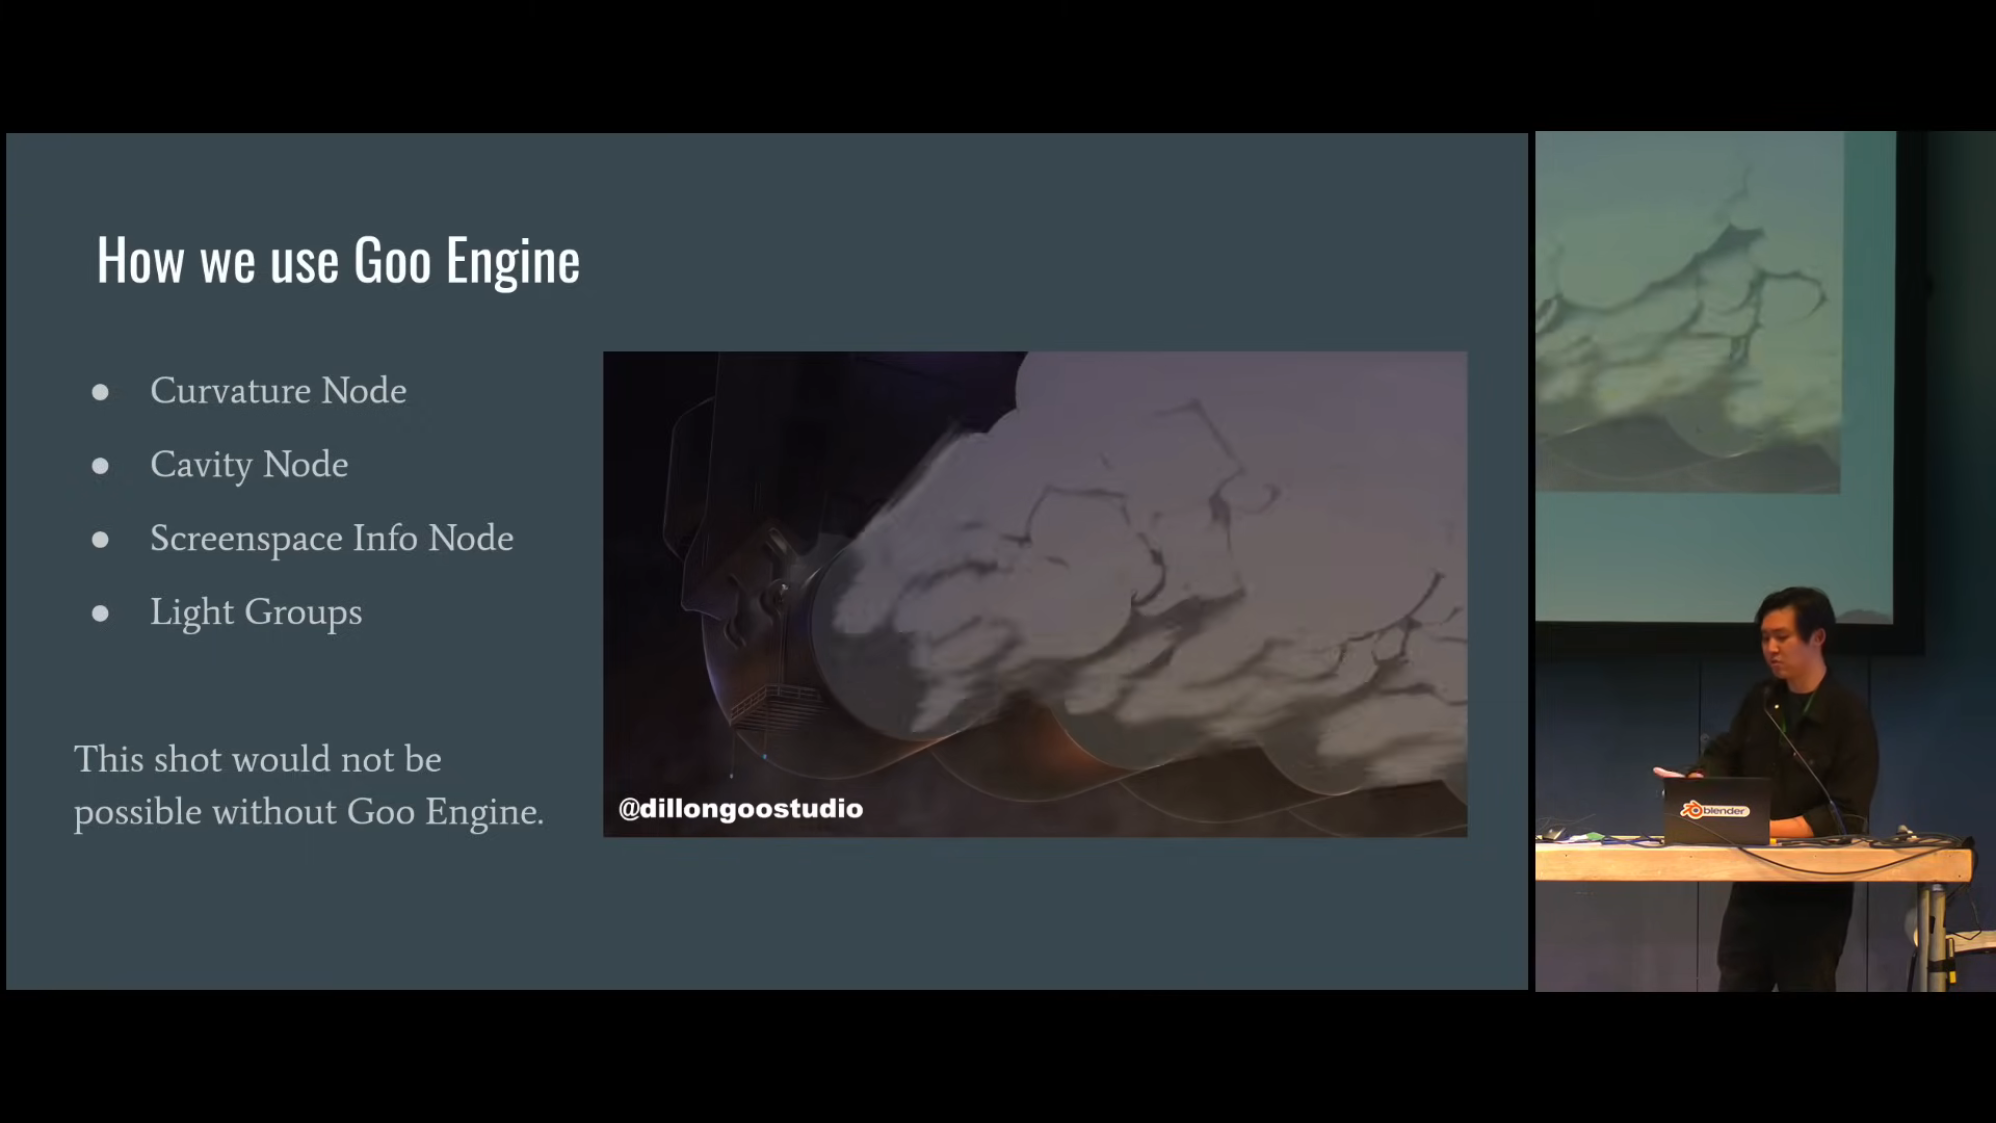 How we use Goo Engine
● Curvature Node
● Cavity Node
● Screenspace Info Node
● Light Groups
This shot would not be
possible without Goo Engine.
@dillongoostudio
blender